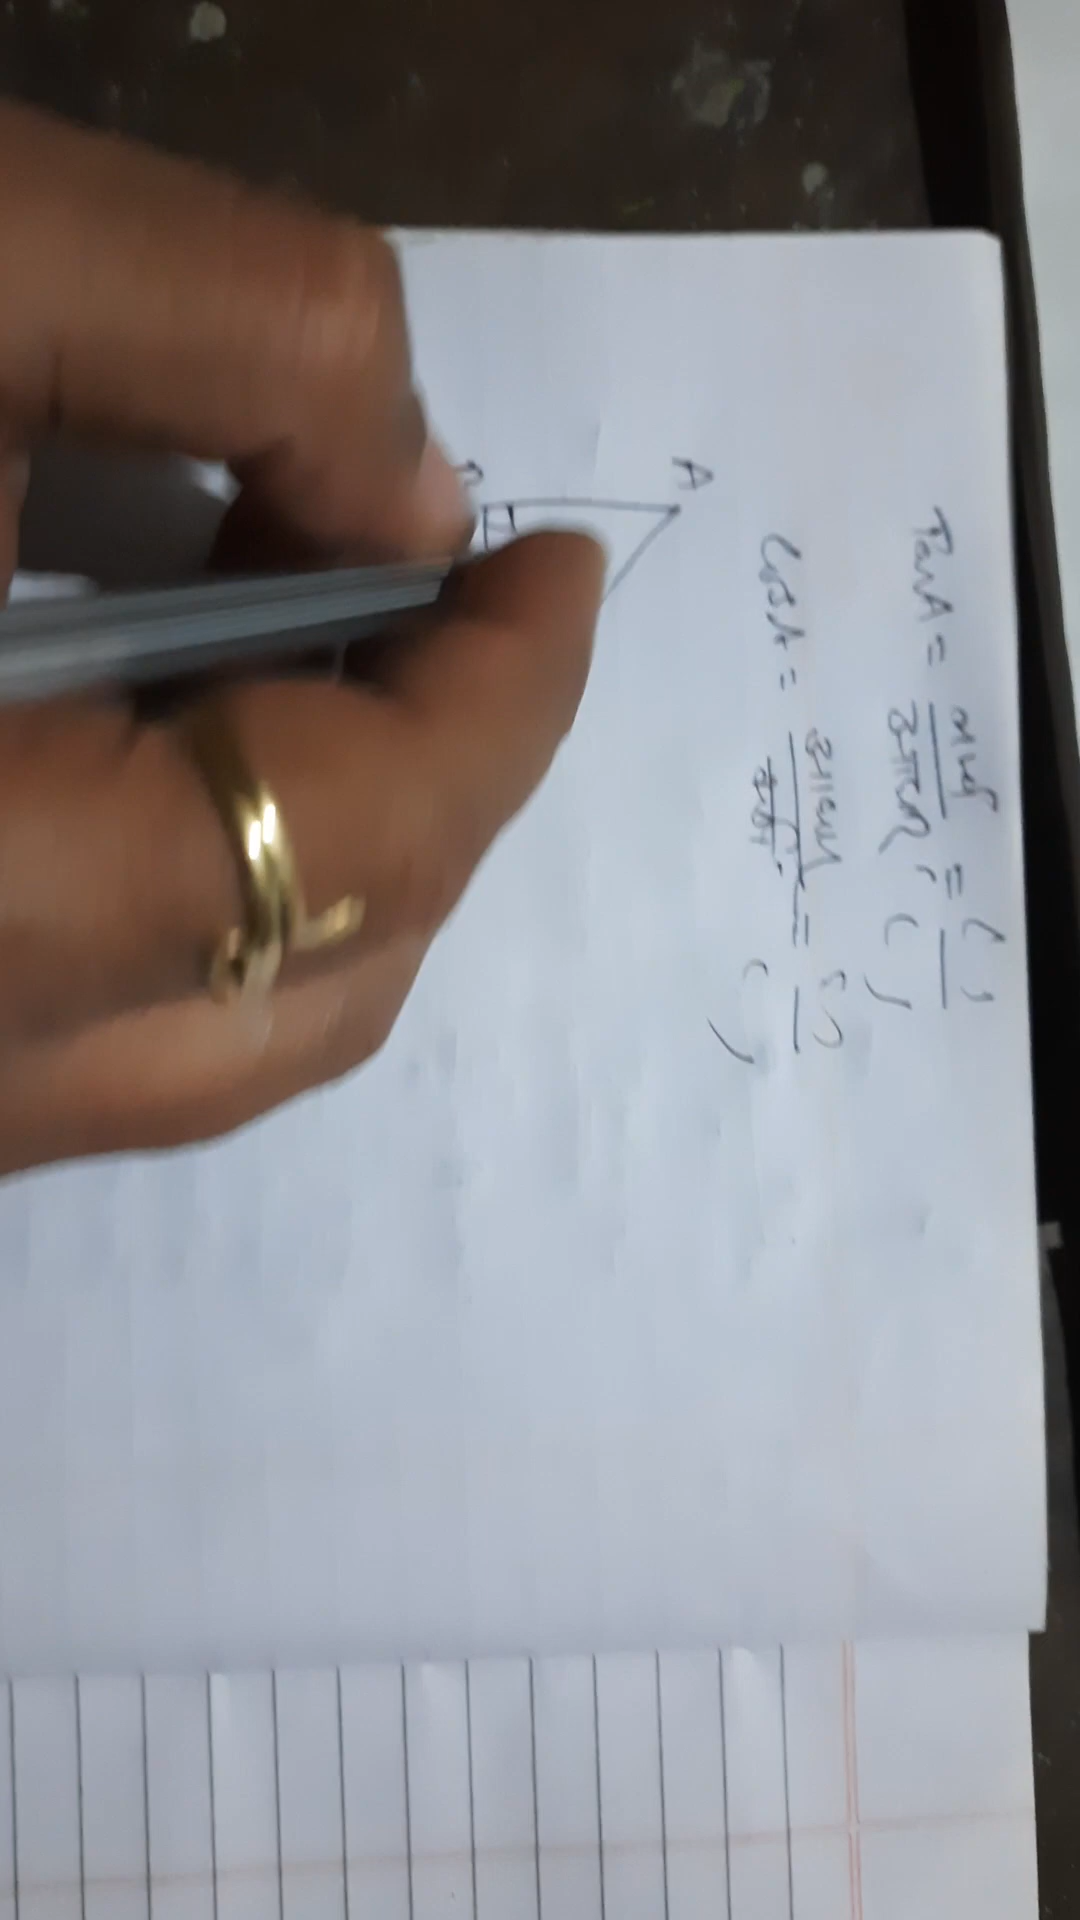 TanA = लम्ब / आधार = ( ) / ( )
CosA = आधार / कर्ण = ( ) / ( )
A